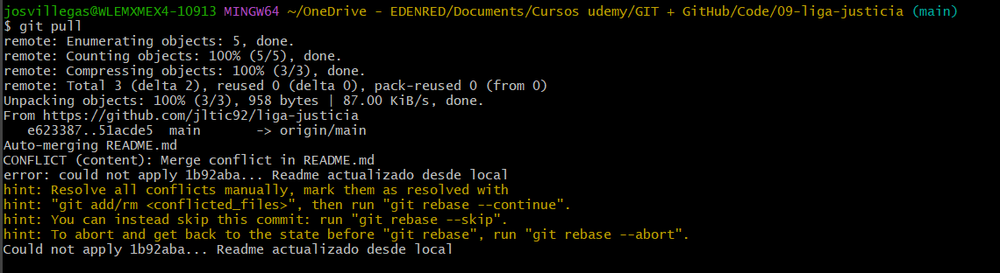 josvillegas@WLEMXMEX4-10913 MINGW64 ~/OneDrive - EDENRED/Documents/Cursos udemy/GIT + GitHub/Code/09-liga-justicia (main)
$ git pull
remote: Enumerating objects: 5, done.
remote: Counting objects: 100% (5/5), done.
remote: Compressing objects: 100% (3/3), done.
remote: Total 3 (delta 2), reused 0 (delta 0), pack-reused 0 (from 0)
Unpacking objects: 100% (3/3), 958 bytes | 87.00 KiB/s, done.
From https://github.com/jltic92/liga-justicia
   e623387..51acde5  main       -> origin/main
Auto-merging README.md
CONFLICT (content): Merge conflict in README.md
error: could not apply 1b92aba... Readme actualizado desde local
hint: Resolve all conflicts manually, mark them as resolved with
hint: "git add/rm <conflicted_files>", then run "git rebase --continue".
hint: You can instead skip this commit: run "git rebase --skip".
hint: To abort and get back to the state before "git rebase", run "git rebase --abort".
Could not apply 1b92aba... Readme actualizado desde local